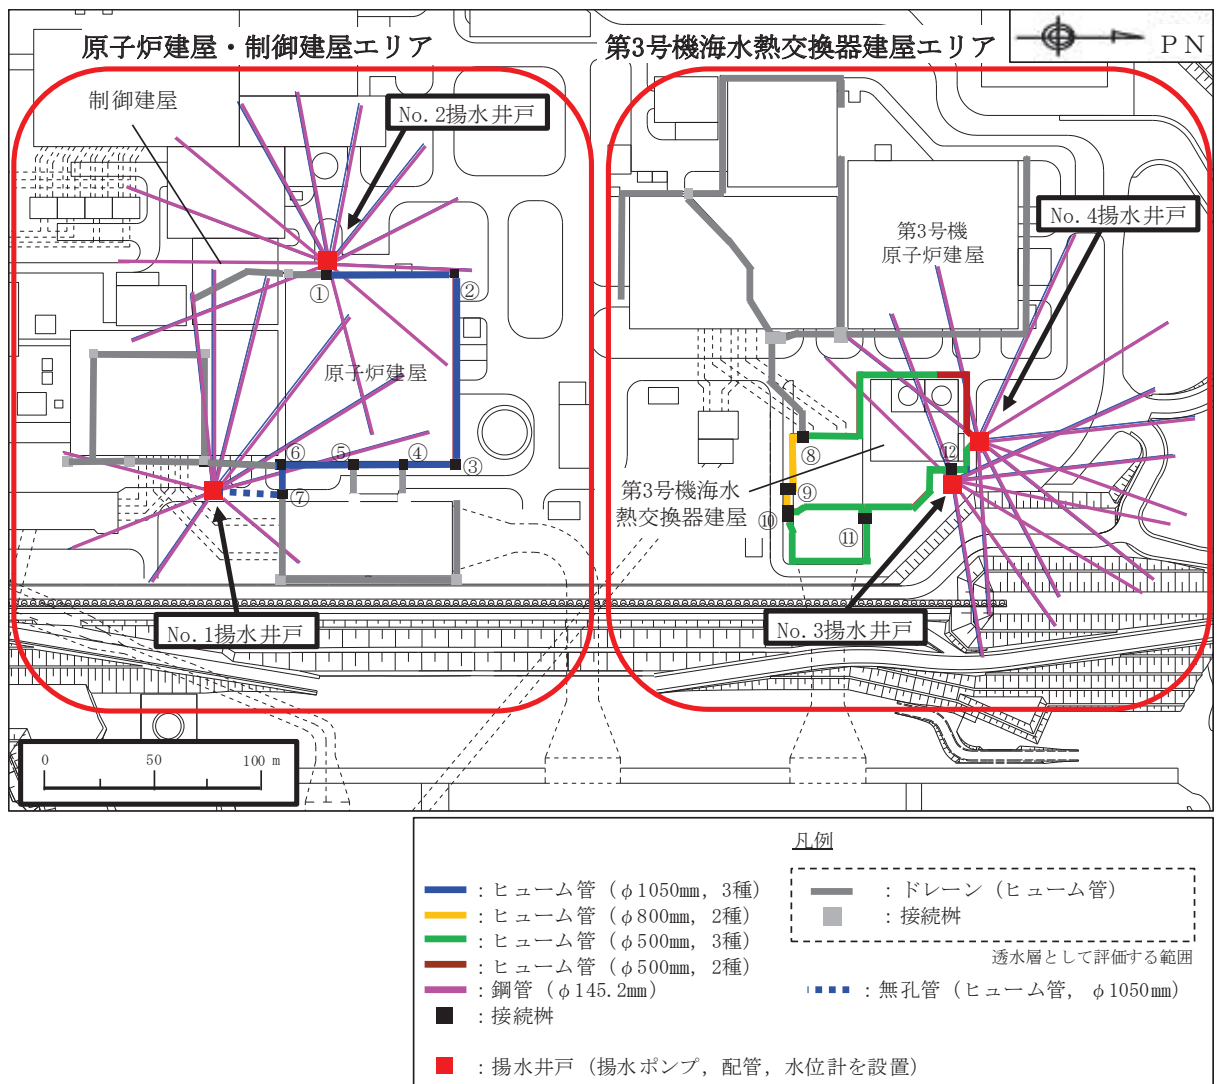 原子炉建屋・制御建屋エリア
第3号機海水熱交換器建屋エリア
PN
制御建屋
No.2揚水井戸
No.4揚水井戸
第3号機
原子炉建屋
①
②
原子炉建屋
⑥
⑤
④
③
⑦
⑧
⑫
第3号機海水
熱交換器建屋
⑨
⑩
⑪
No.1揚水井戸
No.3揚水井戸
0 50 100 m
凡例
：ヒューム管（φ1050mm，3種）
：ヒューム管（φ800mm，2種）
：ヒューム管（φ500mm，3種）
：ヒューム管（φ500mm，2種）
：鋼管（φ145.2mm）
：接続桝
：揚水井戸（揚水ポンプ，配管，水位計を設置）
：ドレーン（ヒューム管）
：接続桝
透水層として評価する範囲
：無孔管（ヒューム管，φ1050mm）